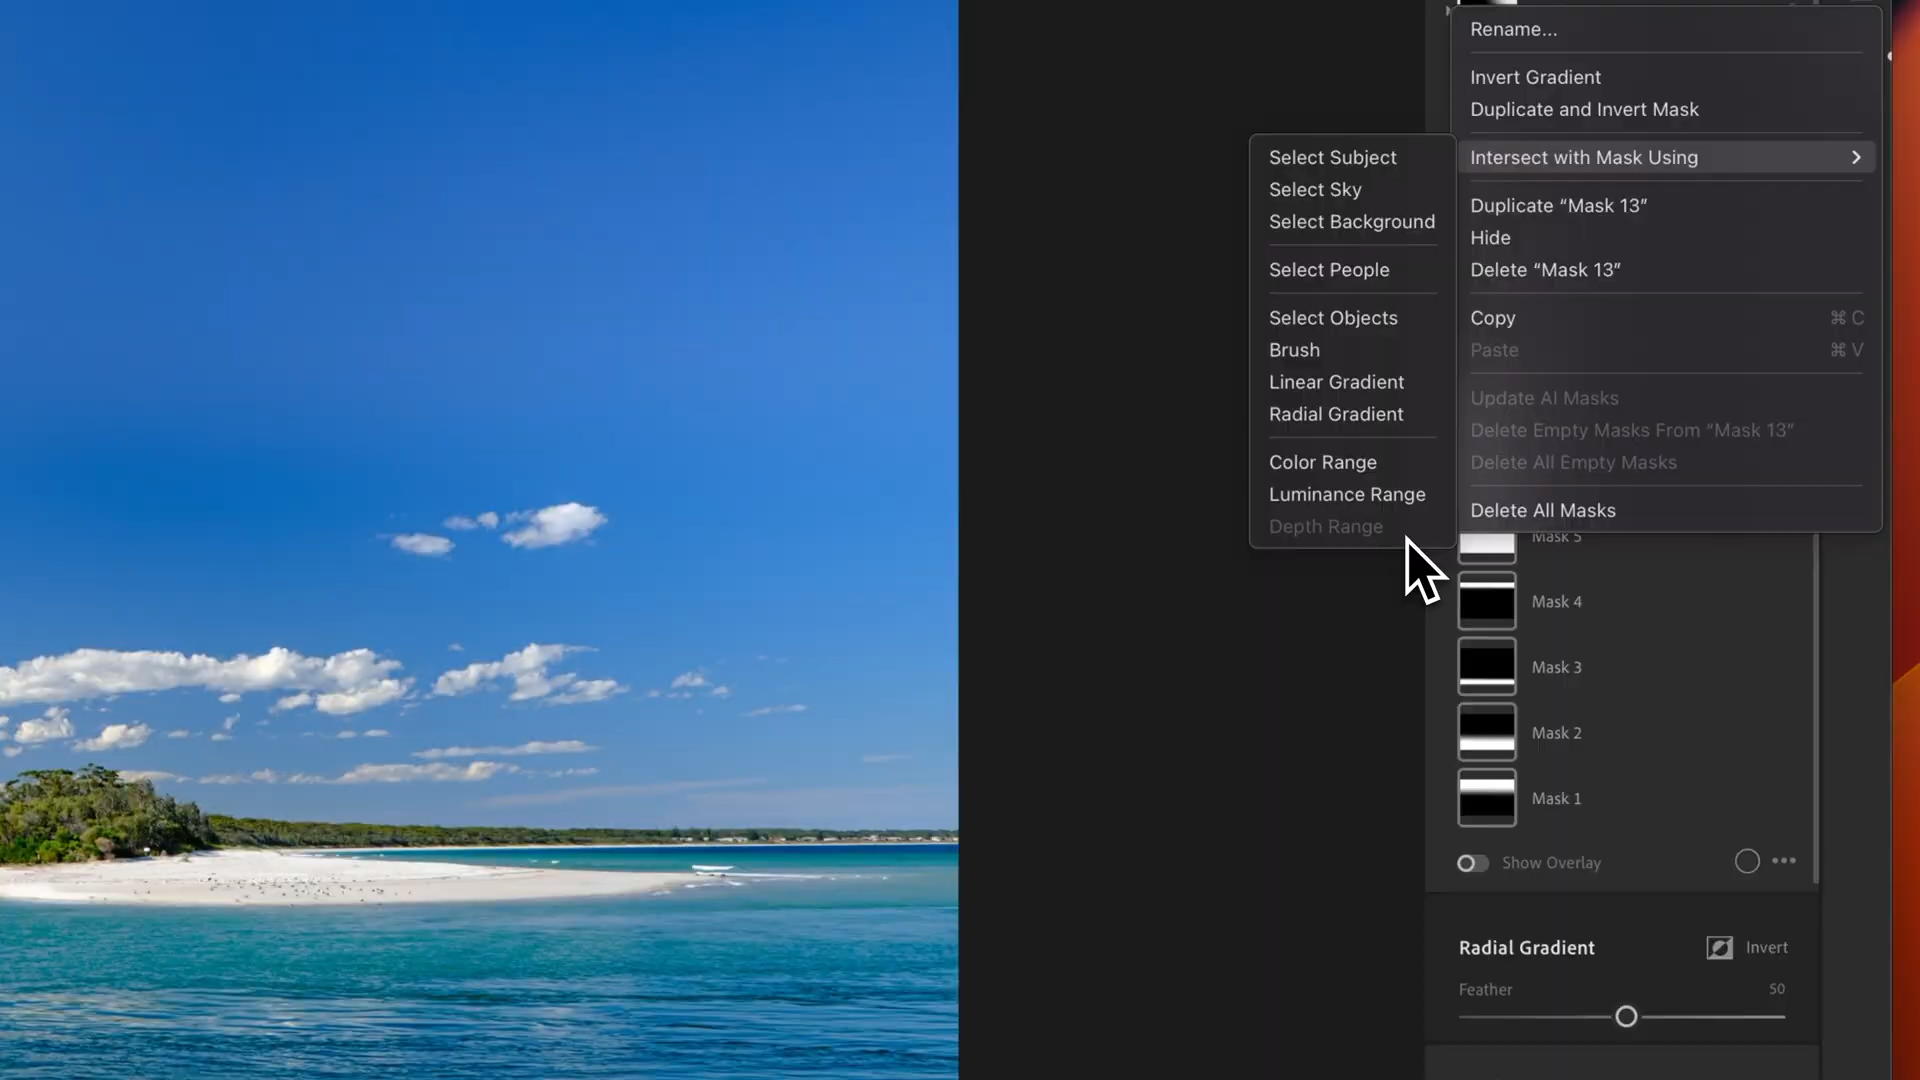 Rename...
Invert Gradient
Duplicate and Invert Mask
Intersect with Mask Using
Duplicate “Mask 13”
Hide
Delete “Mask 13”
Copy ⌘ C
Paste ⌘ V
Update AI Masks
Delete Empty Masks From “Mask 13”
Delete All Empty Masks
Delete All Masks
Select Subject
Select Sky
Select Background
Select People
Select Objects
Brush
Linear Gradient
Radial Gradient
Color Range
Luminance Range
Depth Range
Mask 5
Mask 4
Mask 3
Mask 2
Mask 1
Show Overlay
Radial Gradient Invert
Feather 50